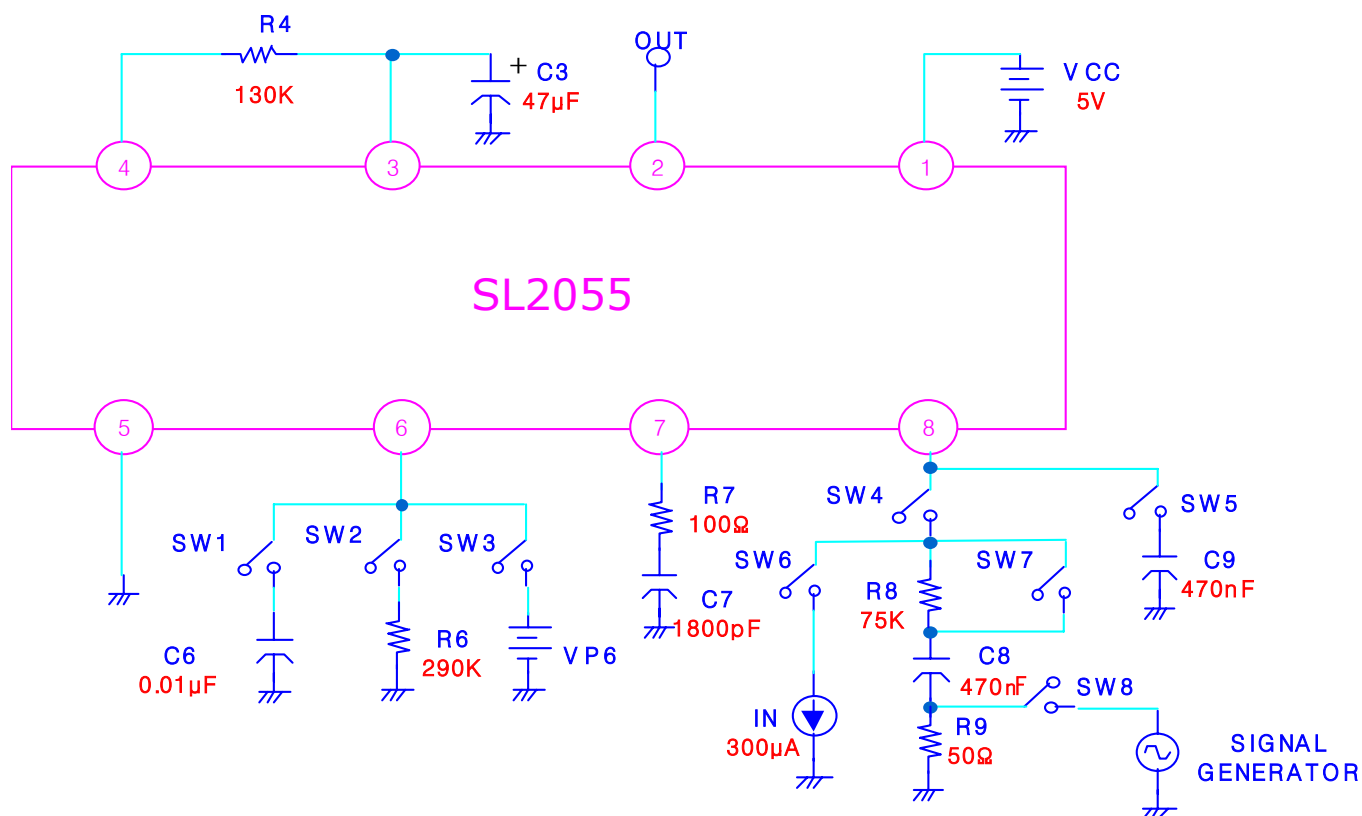 R4
130K
+
C3
47µF
OUT
VCC
5V
4
3
2
1
SL2055
5
6
7
8
SW1
SW2
SW3
C6
0.01µF
R6
290K
VP6
R7
100Ω
C7
1800pF
SW4
SW5
SW6
SW7
R8
75K
C9
470nF
C8
470nF
SW8
IN
300µA
R9
50Ω
SIGNAL
GENERATOR